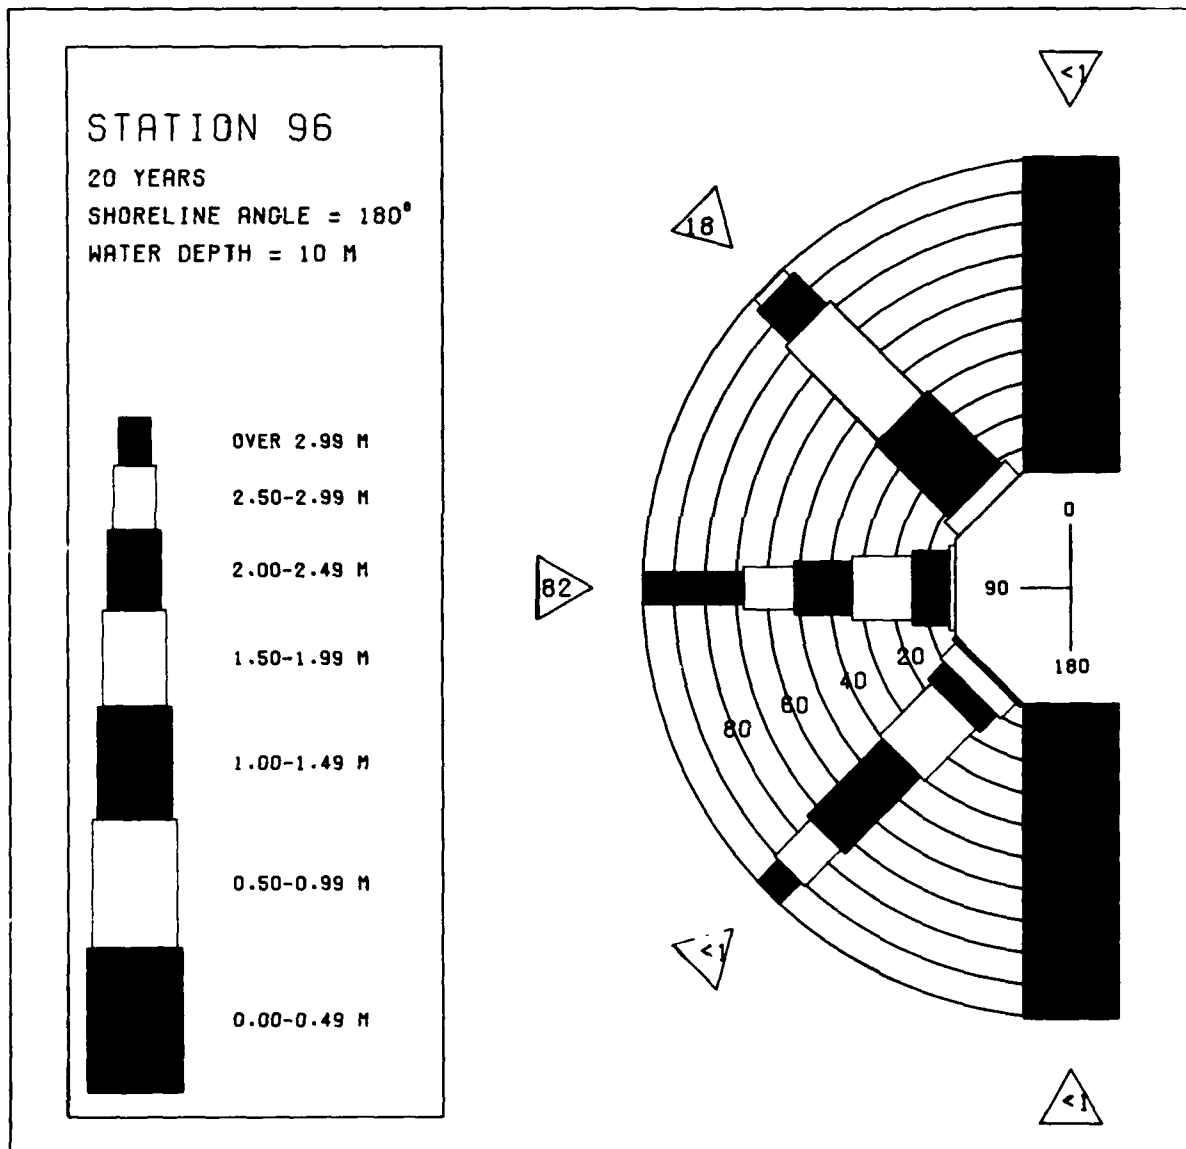 STATION 96
20 YEARS
SHORELINE ANGLE = 180°
WATER DEPTH = 10 M
OVER 2.99 M
2.50-2.99 M
2.00-2.49 M
1.50-1.99 M
1.00-1.49 M
0.50-0.99 M
0.00-0.49 M
<1
18
82
<1
<1
0
90
180
20
40
60
80